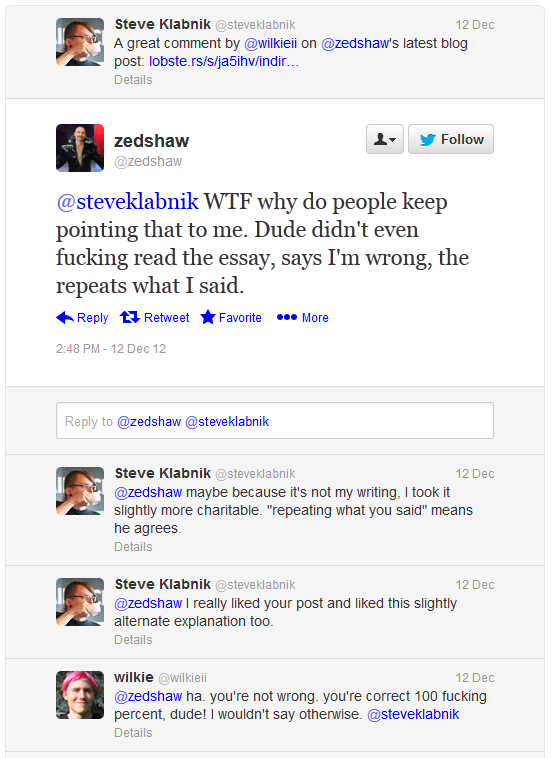 Steve Klabnik @steveklabnik 12 Dec
A great comment by @wilkieii on @zedshaw's latest blog
post: lobste.rs/s/ja5ihv/indir…
Details
zedshaw
@zedshaw
Follow
@steveklabnik WTF why do people keep
pointing that to me. Dude didn't even
fucking read the essay, says I'm wrong, the
repeats what I said.
Reply Retweet Favorite More
2:48 PM - 12 Dec 12
Reply to @zedshaw @steveklabnik
Steve Klabnik @steveklabnik 12 Dec
@zedshaw maybe because it's not my writing, I took it
slightly more charitable. "repeating what you said" means
he agrees.
Details
Steve Klabnik @steveklabnik 12 Dec
@zedshaw I really liked your post and liked this slightly
alternate explanation too.
Details
wilkie @wilkieii 12 Dec
@zedshaw ha. you're not wrong. you're correct 100 fucking
percent, dude! I wouldn't say otherwise. @steveklabnik
Details